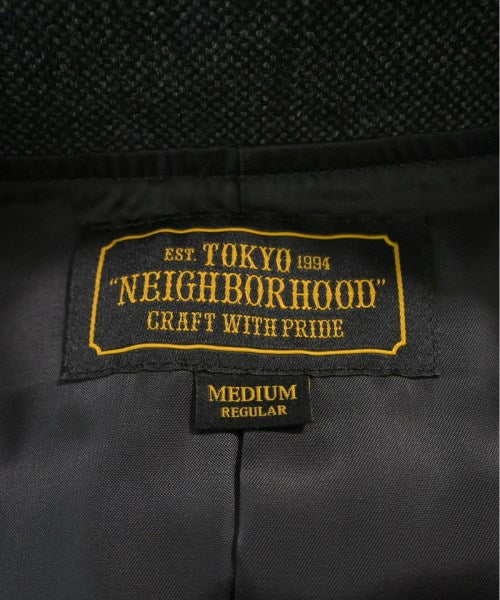 EST. TOKYO 1994
"NEIGHBORHOOD"
CRAFT WITH PRIDE
MEDIUM
REGULAR